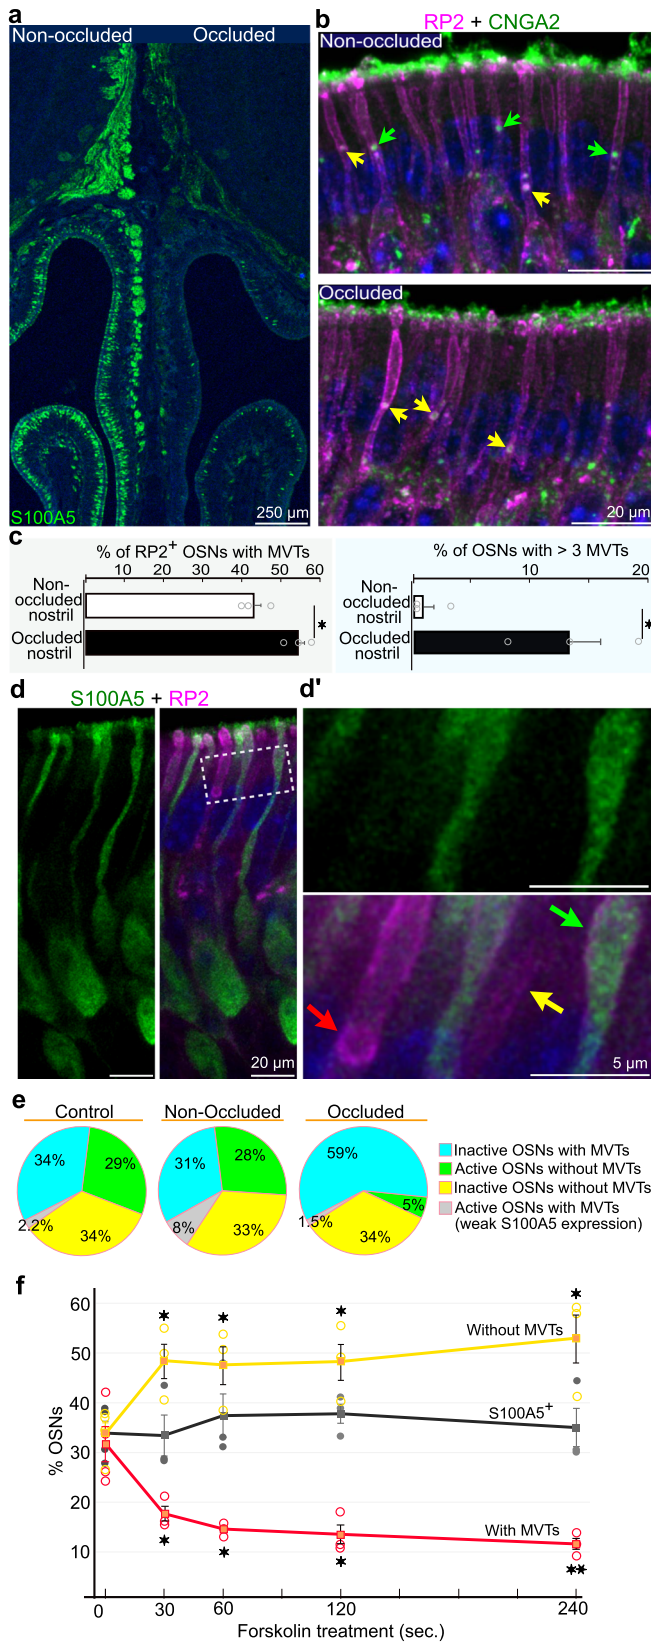 a
Non-occluded Occluded
S100A5
250 µm
b
RP2 + CNGA2
Non-occluded
Occluded
20 µm
c
% of RP2+ OSNs with MVTs
0 10 20 30 40 50 60
Non-occluded nostril
*
Occluded nostril
% of OSNs with > 3 MVTs
0 10 20
Non-occluded nostril
*
Occluded nostril
d
S100A5 + RP2
20 µm
d'
5 µm
e
Control Non-Occluded Occluded
34% 29% 2.2% 34%
31% 28% 8% 33%
59% 5% 1.5% 34%
Inactive OSNs with MVTs
Active OSNs without MVTs
Inactive OSNs without MVTs
Active OSNs with MVTs
(weak S100A5 expression)
f
% OSNs
60
50
40
30
20
10
* * * *
Without MVTs
S100A5+
With MVTs
* * * **
0 30 60 120 240
Forskolin treatment (sec.)